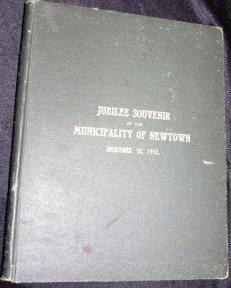 JUBILEE SOUVENIR
OF THE
MUNICIPALITY OF NEWTOWN
DECEMBER 12, 1912.